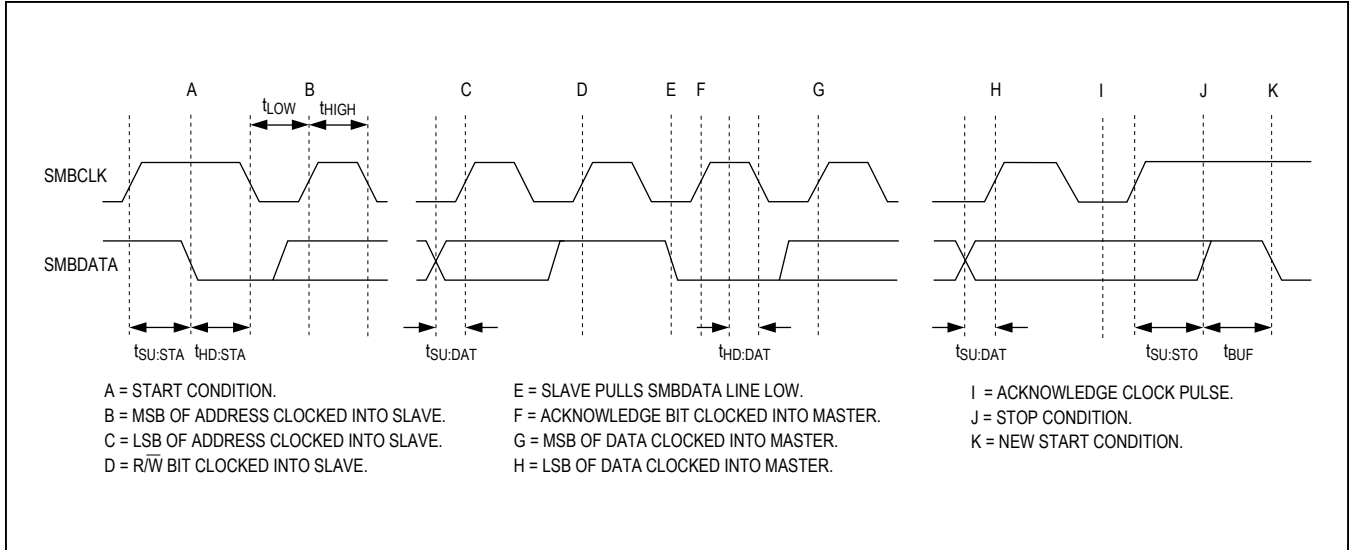 A B C D E F G H I J K
tLOW tHIGH
SMBCLK
SMBDATA
tSU:STA tHD:STA tSU:DAT tHD:DAT tSU:DAT tSU:STO tBUF
A = START CONDITION.
B = MSB OF ADDRESS CLOCKED INTO SLAVE.
C = LSB OF ADDRESS CLOCKED INTO SLAVE.
D = R/W̅ BIT CLOCKED INTO SLAVE.
E = SLAVE PULLS SMBDATA LINE LOW.
F = ACKNOWLEDGE BIT CLOCKED INTO MASTER.
G = MSB OF DATA CLOCKED INTO MASTER.
H = LSB OF DATA CLOCKED INTO MASTER.
I = ACKNOWLEDGE CLOCK PULSE.
J = STOP CONDITION.
K = NEW START CONDITION.